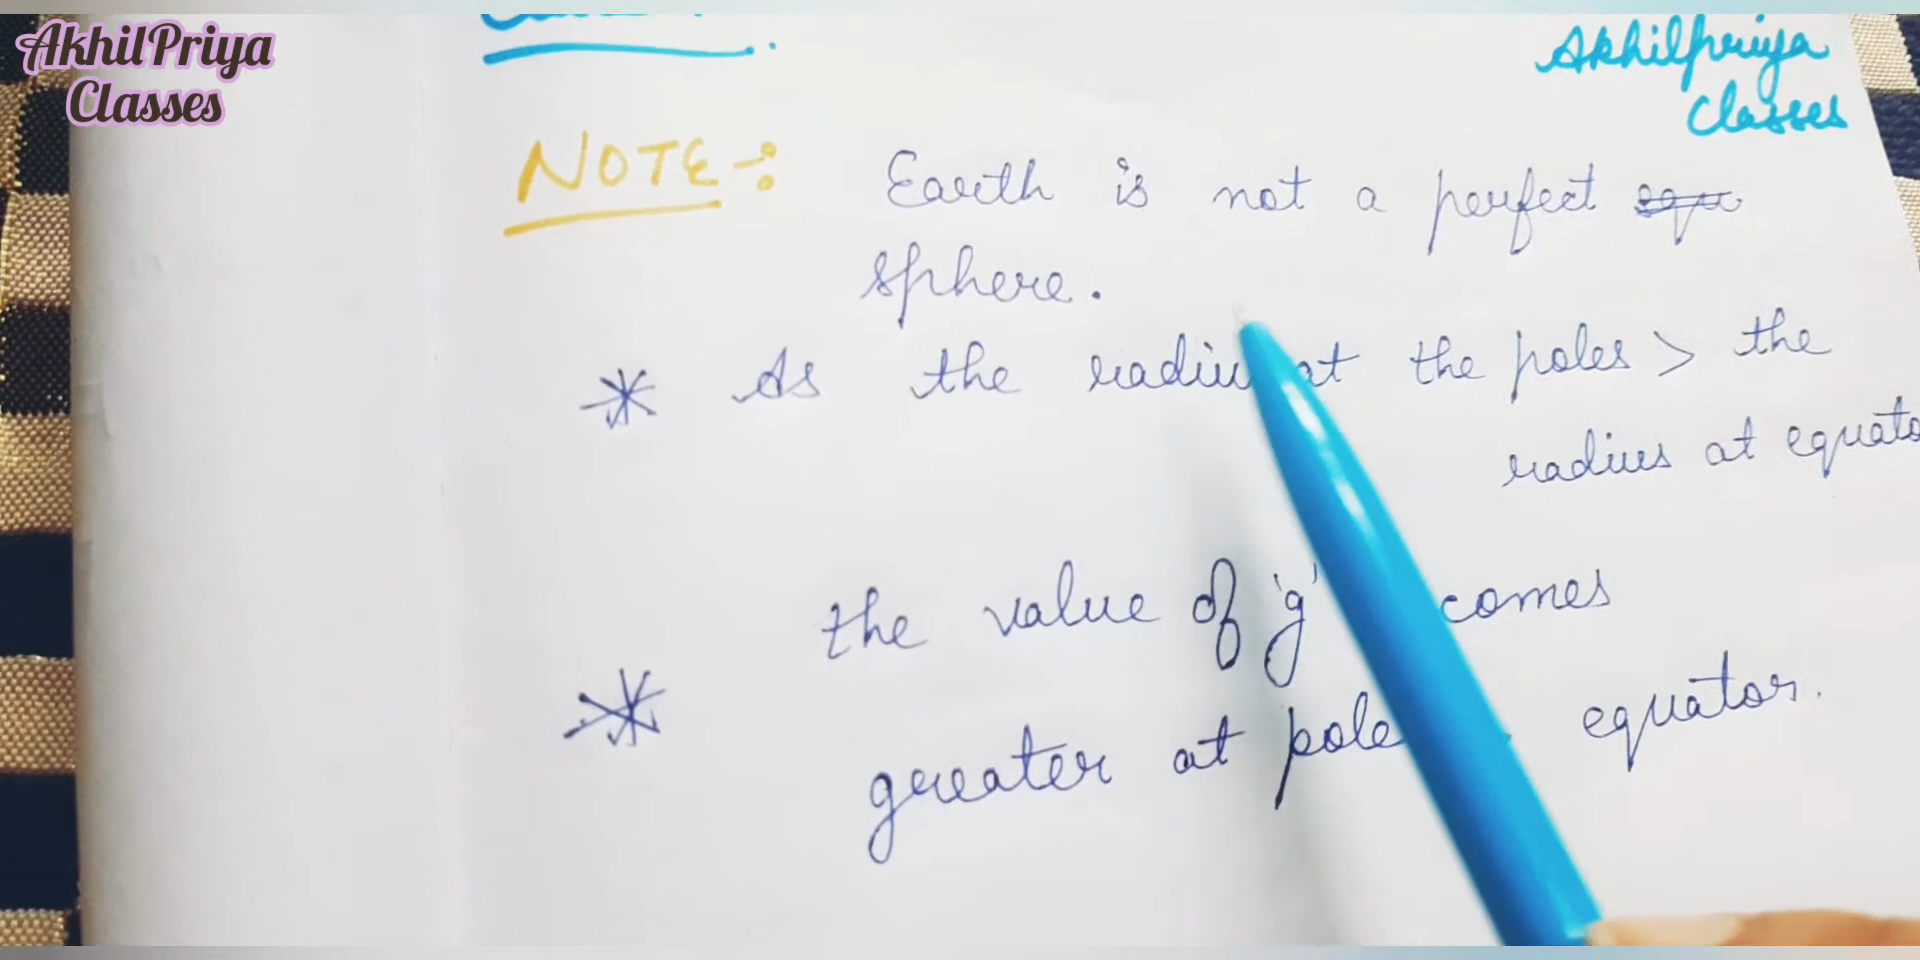 AkhilPriya
Classes
Akhilpriya
Classes
NOTE :- Earth is not a perfect
sphere.
* As the radius at the poles > the
radius at equato
the value of 'g' comes
* greater at pole equator.